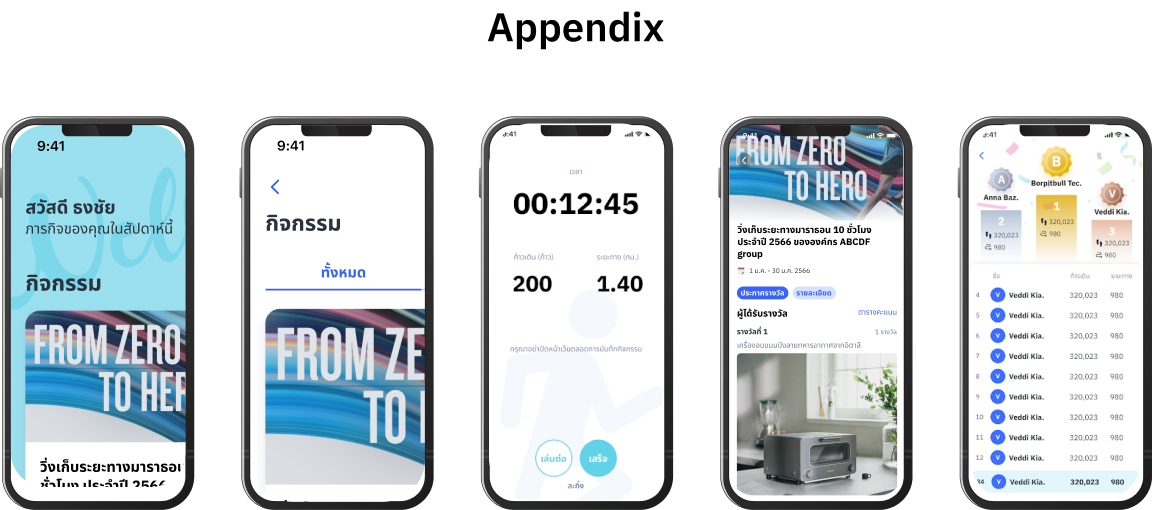 Appendix
9:41
สวัสดี ธงชัย
ภารกิจของคุณในสัปดาห์นี้
กิจกรรม
FROM ZERO
TO HER
วิ่งเก็บระยะทางมาราธอน
ชั่วโมง ประจำปี 2566
9:41
กิจกรรม
ทั้งหมด
FROM ZE
TO
9:41
เวลา
00:12:45
ก้าวเดิน (ก้าว)
ระยะทาง (กม.)
200
1.40
กรุณาอย่าปิดหน้าเว็บตลอดการบันทึกกิจกรรม
เล่นต่อ
เสร็จ
9:41
FROM ZERO
TO HERO
วิ่งเก็บระยะทางมาราธอน 10 ชั่วโมง
ประจำปี 2566 ขององค์กร ABCDF
group
1 ม.ค. - 30 ม.ค. 2566
ประกาศรางวัล
รายละเอียด
ผู้ได้รับรางวัล
ตารางคะแนน
รางวัลที่ 1
1 รางวัล
เครื่องอบขนมปังสายทหารอากาศจากอิตาลี
9:41
B
Borpitbull Tec.
A
Anna Baz.
V
Veddi Kia.
1
320,023
980
2
320,023
980
3
320,023
980
ชื่อ ก้าวเดิน ระยะทาง
4 V Veddi Kia. 320,023 980
5 V Veddi Kia. 320,023 980
6 V Veddi Kia. 320,023 980
7 V Veddi Kia. 320,023 980
8 V Veddi Kia. 320,023 980
9 V Veddi Kia. 320,023 980
10 V Veddi Kia. 320,023 980
11 V Veddi Kia. 320,023 980
12 V Veddi Kia. 320,023 980
34 V Veddi Kia. 320,023 980